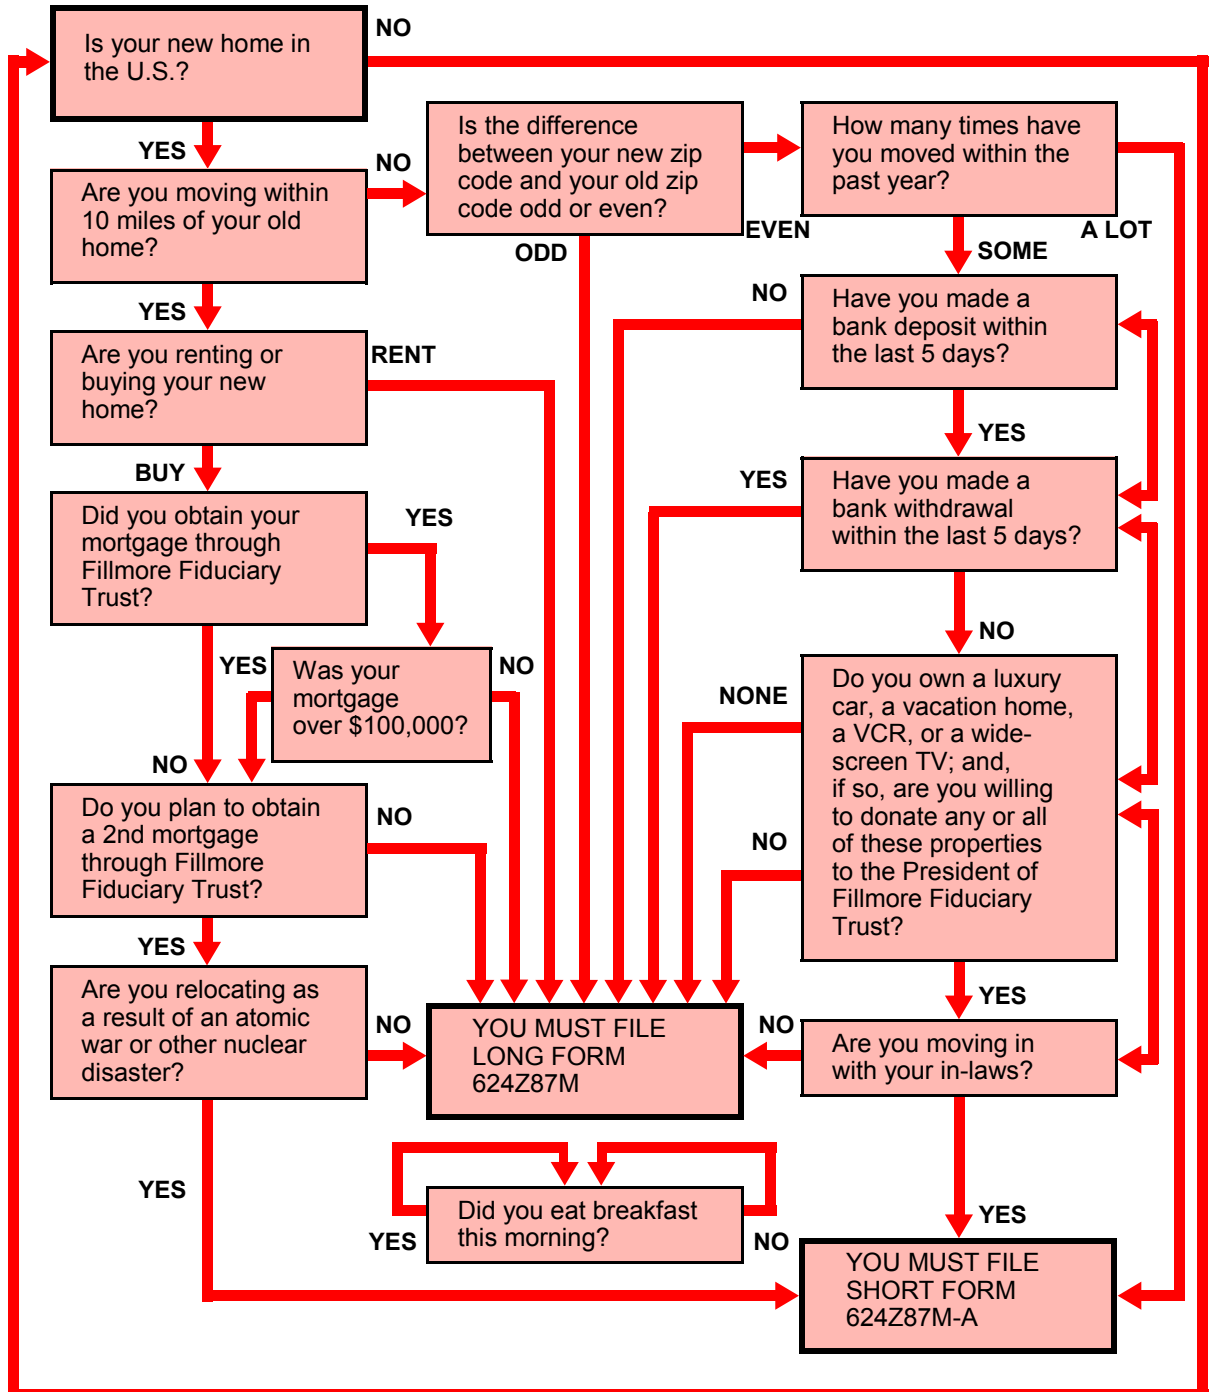 Is your new home in
the U.S.?
NO
YES
Are you moving within
10 miles of your old
home?
NO
Is the difference
between your new zip
code and your old zip
code odd or even?
ODD
EVEN
How many times have
you moved within the
past year?
SOME
A LOT
YES
Are you renting or
buying your new
home?
RENT
BUY
NO
Have you made a
bank deposit within
the last 5 days?
YES
YES
Have you made a
bank withdrawal
within the last 5 days?
NO
Did you obtain your
mortgage through
Fillmore Fiduciary
Trust?
YES
NO
YES
Was your
mortgage
over $100,000?
NO
NONE
Do you own a luxury
car, a vacation home,
a VCR, or a wide-
screen TV; and,
if so, are you willing
to donate any or all
of these properties
to the President of
Fillmore Fiduciary
Trust?
NO
YES
Do you plan to obtain
a 2nd mortgage
through Fillmore
Fiduciary Trust?
NO
YES
Are you relocating as
a result of an atomic
war or other nuclear
disaster?
NO
YES
YOU MUST FILE
LONG FORM
624Z87M
NO
Are you moving in
with your in-laws?
YES
Did you eat breakfast
this morning?
YES
NO
YOU MUST FILE
SHORT FORM
624Z87M-A